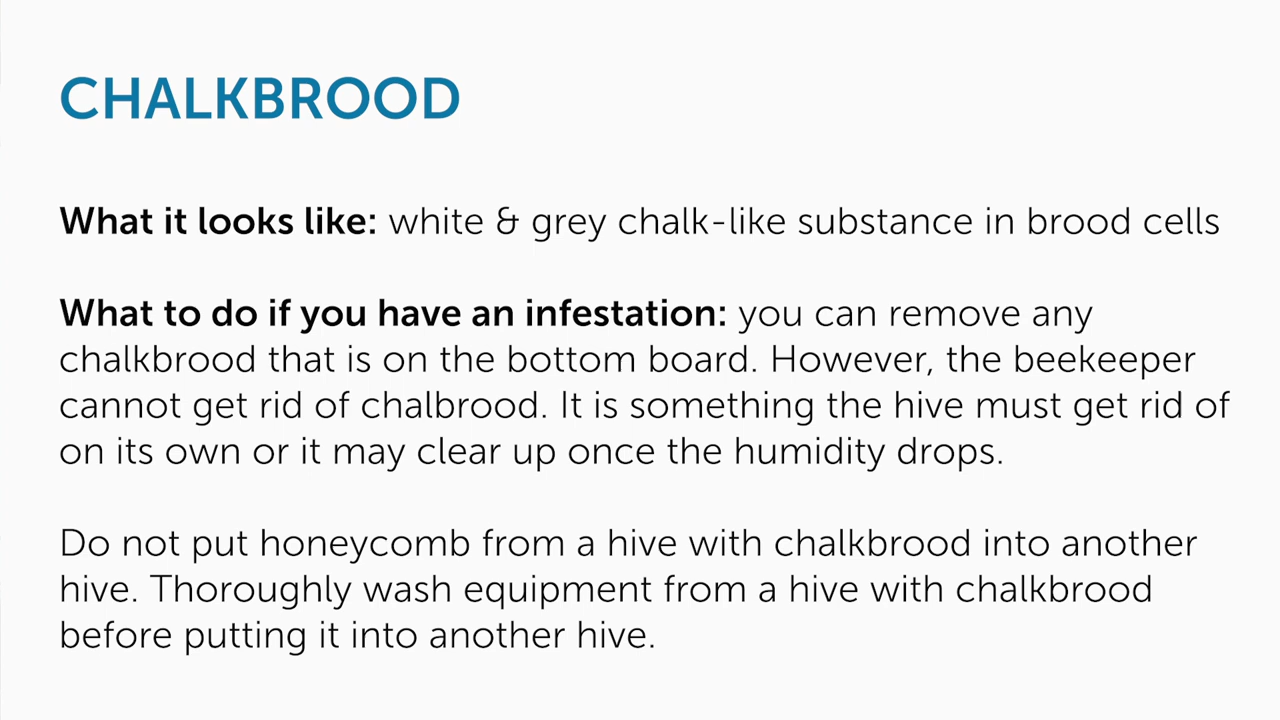 CHALKBROOD
What it looks like: white & grey chalk-like substance in brood cells
What to do if you have an infestation: you can remove any
chalkbrood that is on the bottom board. However, the beekeeper
cannot get rid of chalbrood. It is something the hive must get rid of
on its own or it may clear up once the humidity drops.
Do not put honeycomb from a hive with chalkbrood into another
hive. Thoroughly wash equipment from a hive with chalkbrood
before putting it into another hive.